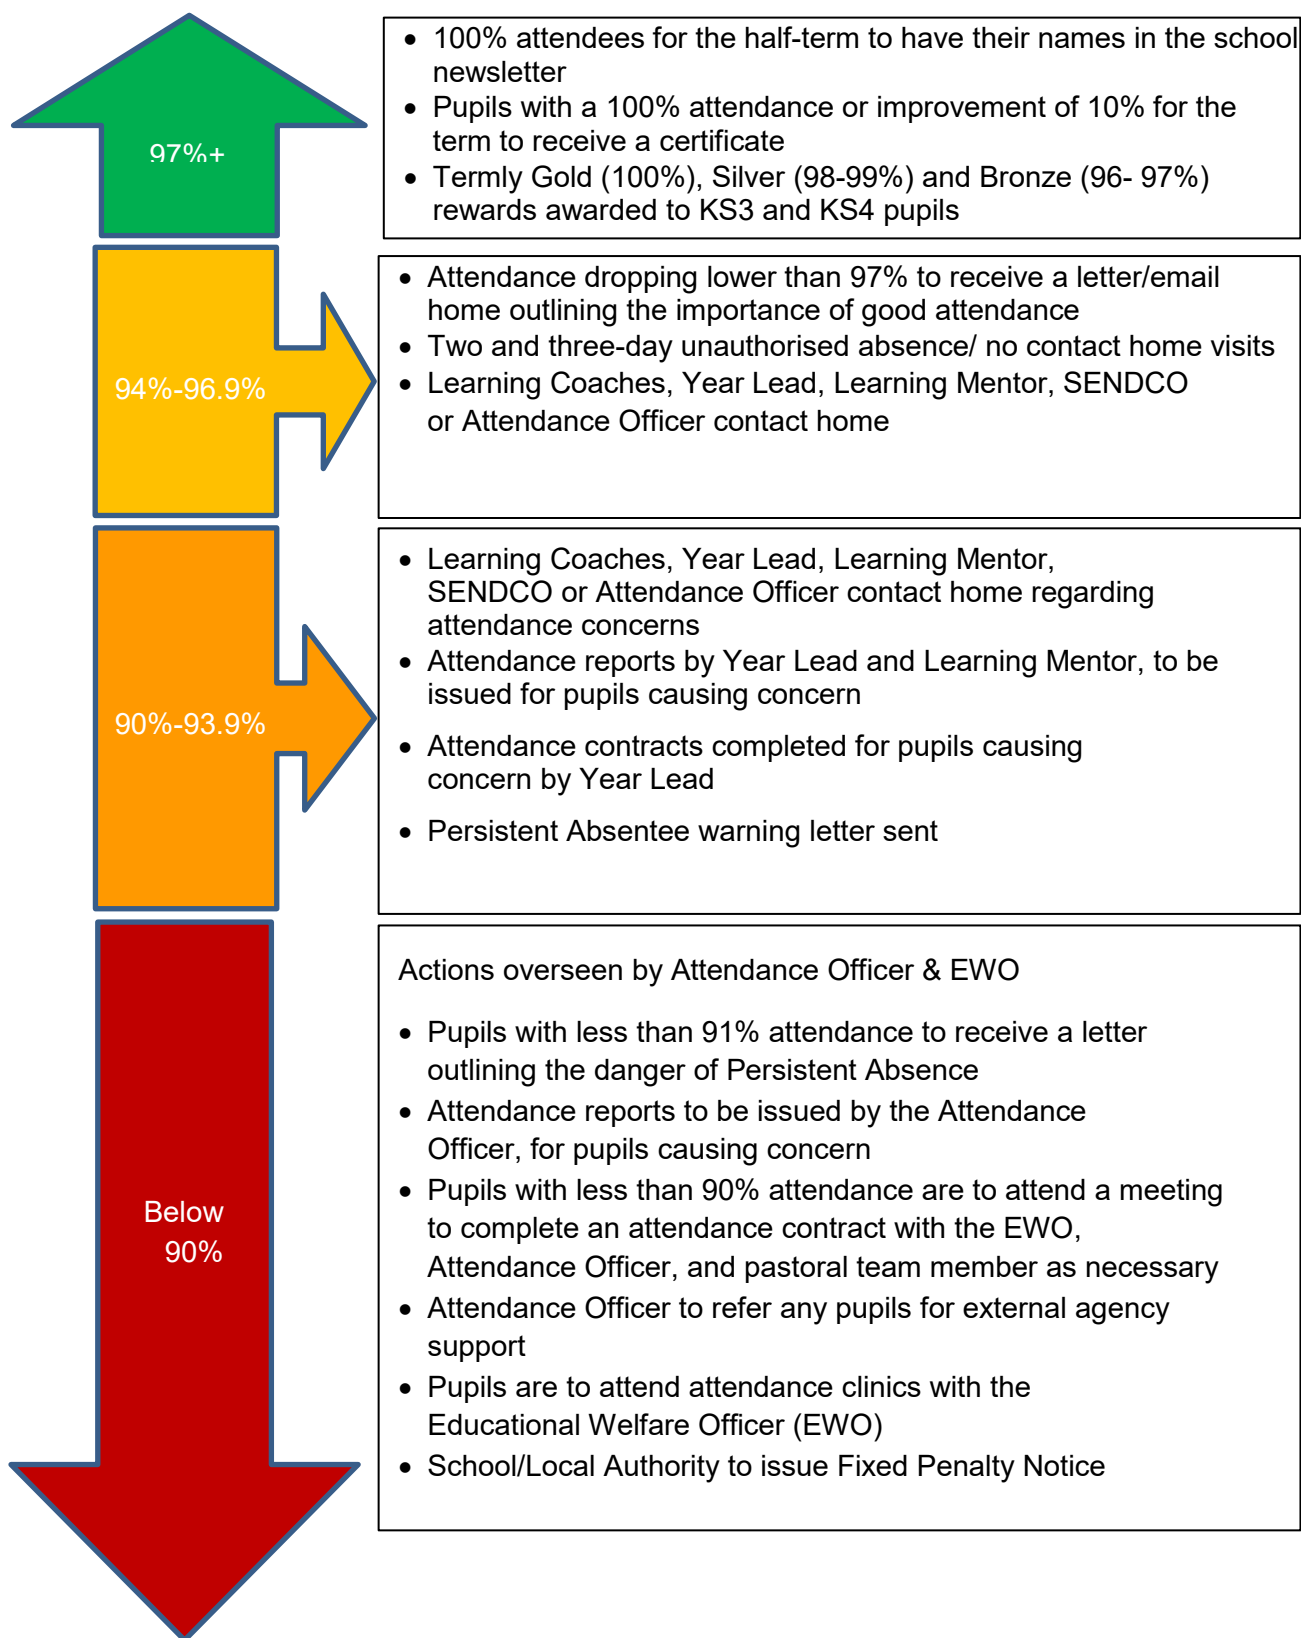 97%+
• 100% attendees for the half-term to have their names in the school
newsletter
• Pupils with a 100% attendance or improvement of 10% for the
term to receive a certificate
• Termly Gold (100%), Silver (98-99%) and Bronze (96- 97%)
rewards awarded to KS3 and KS4 pupils
94%-96.9%
• Attendance dropping lower than 97% to receive a letter/email
home outlining the importance of good attendance
• Two and three-day unauthorised absence/ no contact home visits
• Learning Coaches, Year Lead, Learning Mentor, SENDCO
or Attendance Officer contact home
90%-93.9%
• Learning Coaches, Year Lead, Learning Mentor,
SENDCO or Attendance Officer contact home regarding
attendance concerns
• Attendance reports by Year Lead and Learning Mentor, to be
issued for pupils causing concern
• Attendance contracts completed for pupils causing
concern by Year Lead
• Persistent Absentee warning letter sent
Below
90%
Actions overseen by Attendance Officer & EWO
• Pupils with less than 91% attendance to receive a letter
outlining the danger of Persistent Absence
• Attendance reports to be issued by the Attendance
Officer, for pupils causing concern
• Pupils with less than 90% attendance are to attend a meeting
to complete an attendance contract with the EWO,
Attendance Officer, and pastoral team member as necessary
• Attendance Officer to refer any pupils for external agency
support
• Pupils are to attend attendance clinics with the
Educational Welfare Officer (EWO)
• School/Local Authority to issue Fixed Penalty Notice